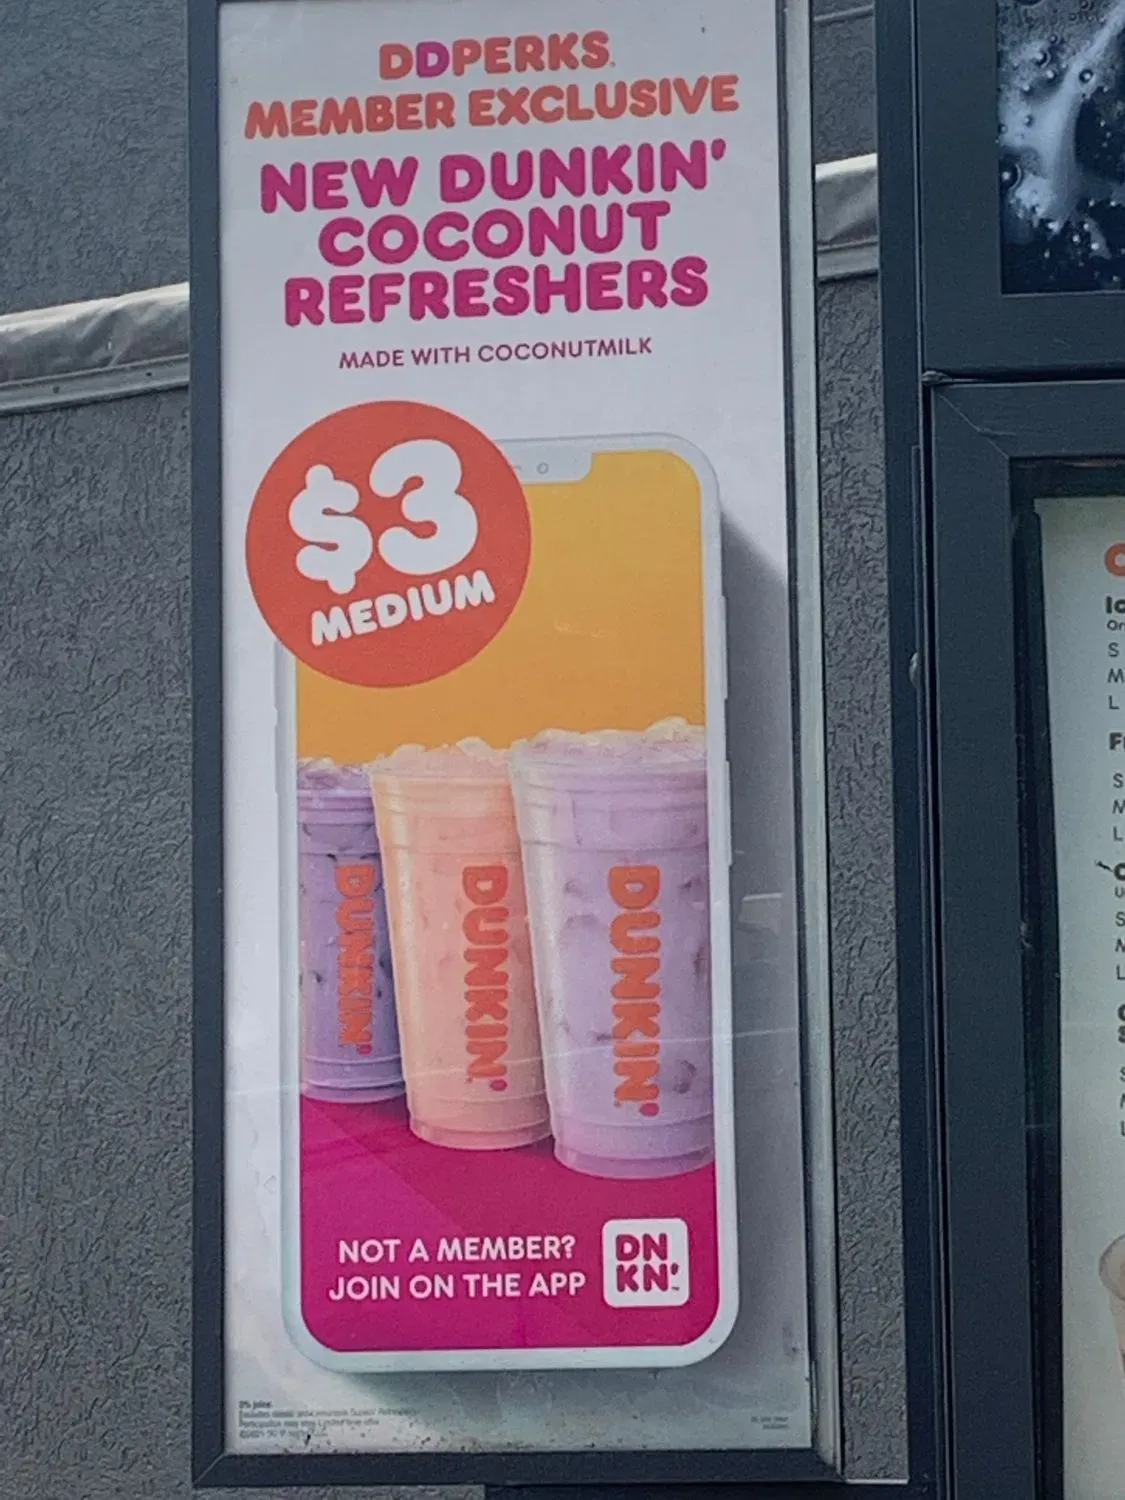 DDPERKS.
MEMBER EXCLUSIVE
NEW DUNKIN'
COCONUT
REFRESHERS
MADE WITH COCONUTMILK
$3
MEDIUM
DUNKIN'
DUNKIN'
DUNKIN'
NOT A MEMBER?
JOIN ON THE APP
DN
KN'
S
M
L
S
M
L
S
L